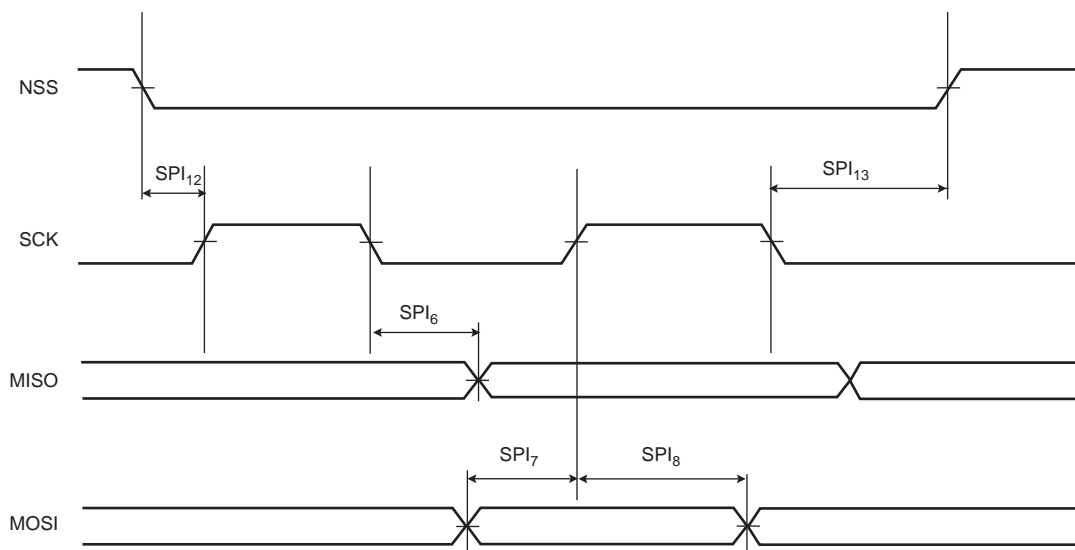 NSS
SPI₁₂
SPI₁₃
SCK
SPI₆
MISO
SPI₇
SPI₈
MOSI